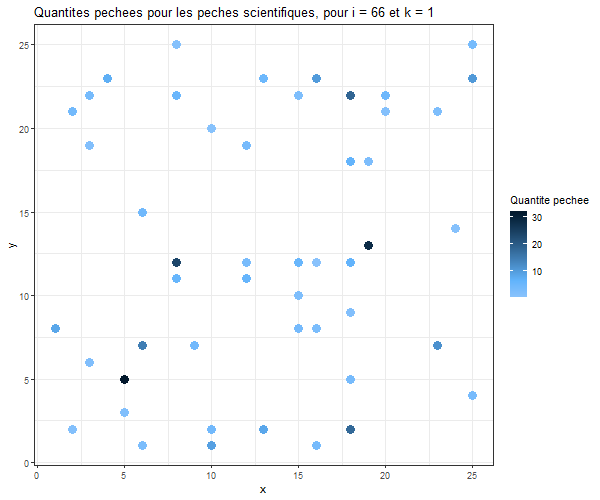 Quantites pechees pour les peches scientifiques, pour i = 66 et k = 1
25
20
15
10
5
0
y
0 5 10 15 20 25
x
Quantite pechee
30
20
10